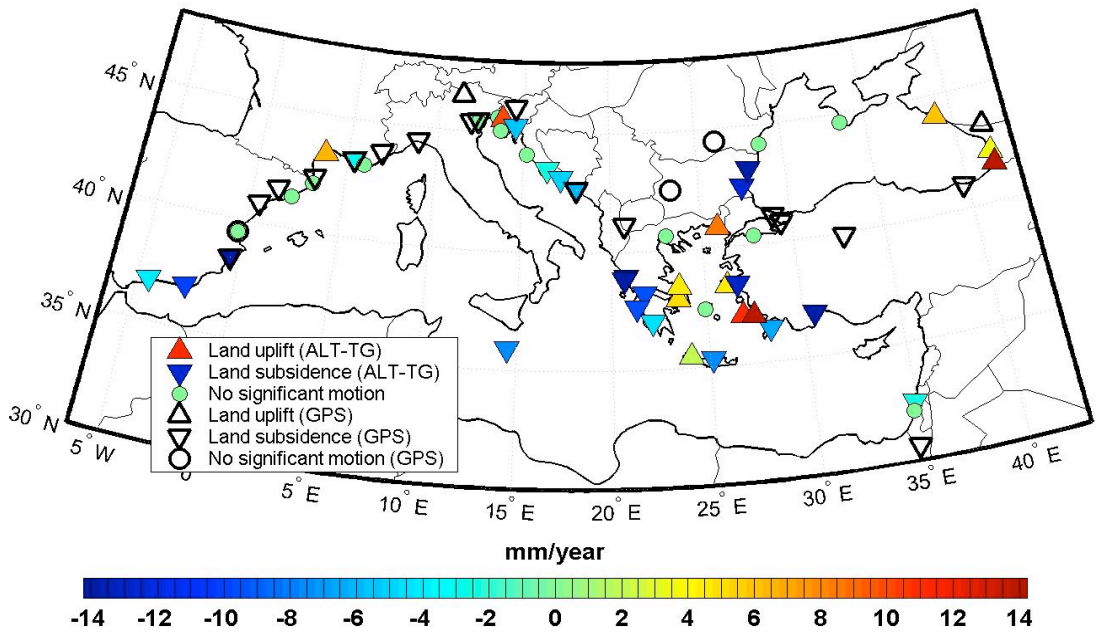 45° N
40° N
35° N
30° N
5° W
0
5° E
10° E
15° E
20° E
25° E
30° E
35° E
40° E
Land uplift (ALT-TG)
Land subsidence (ALT-TG)
No significant motion
Land uplift (GPS)
Land subsidence (GPS)
No significant motion (GPS)
mm/year
-14 -12 -10 -8 -6 -4 -2 0 2 4 6 8 10 12 14